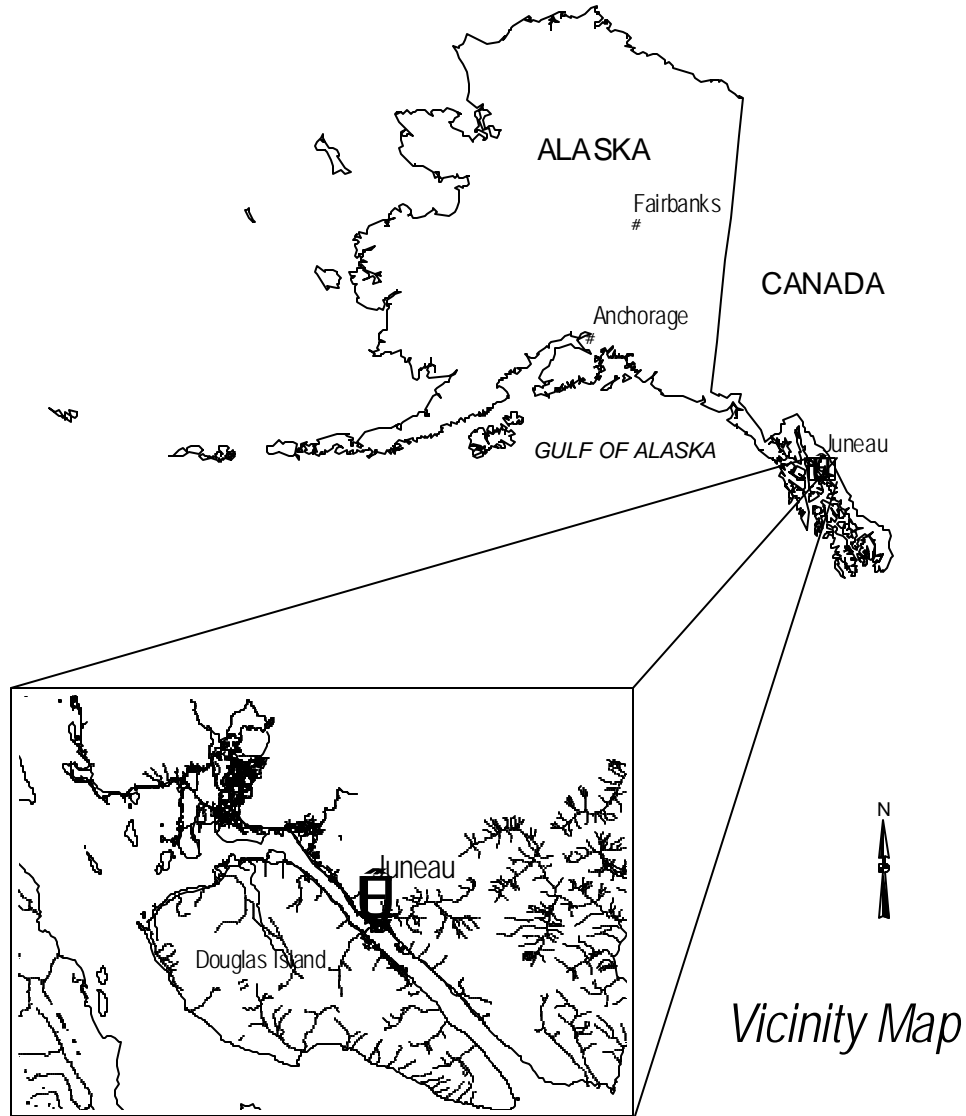 ALASKA
Fairbanks
#
CANADA
Anchorage
#
Juneau
GULF OF ALASKA
N
Juneau
Douglas Island
Vicinity Map